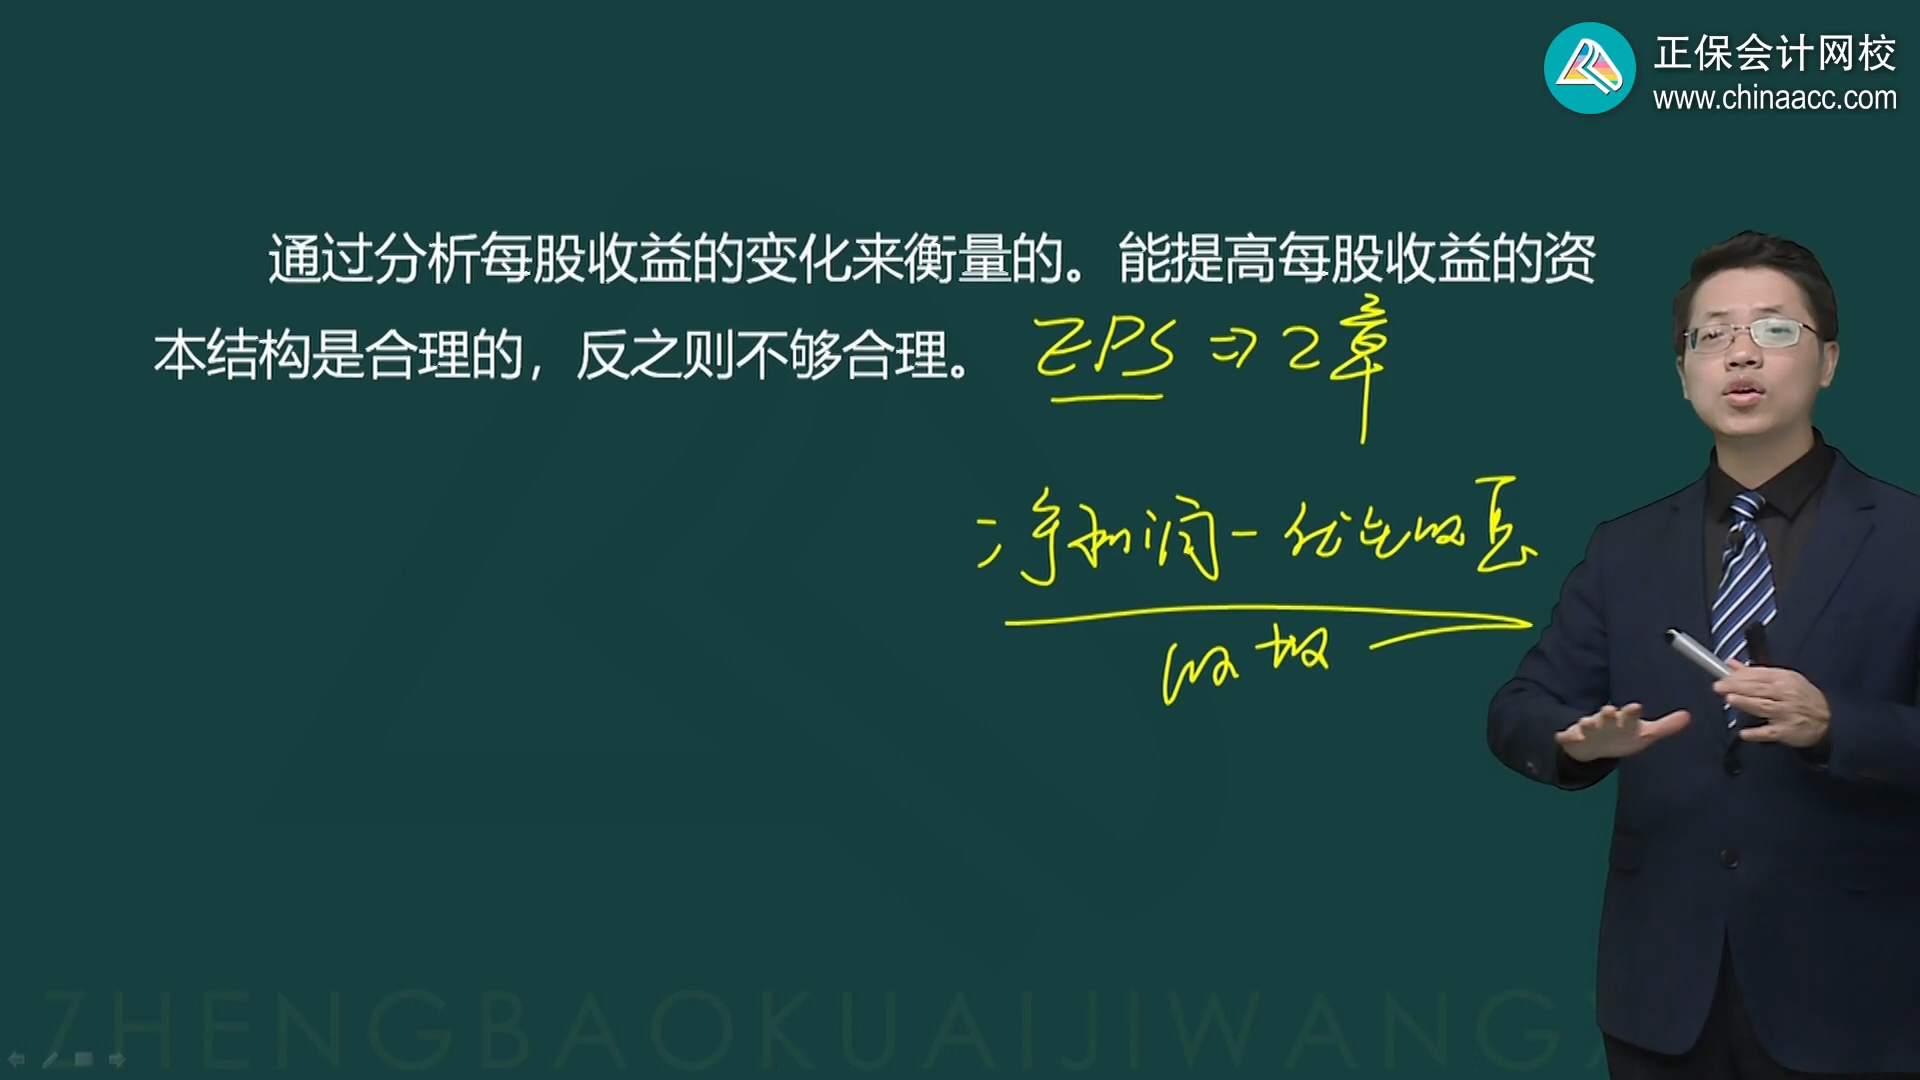 正保会计网校
www.chinaacc.com
通过分析每股收益的变化来衡量的。能提高每股收益的资
本结构是合理的，反之则不够合理。
EPS ⇒ 2章
= 净利润 - 优先股息
股
ZHENGBAOKUAIJIWANGX